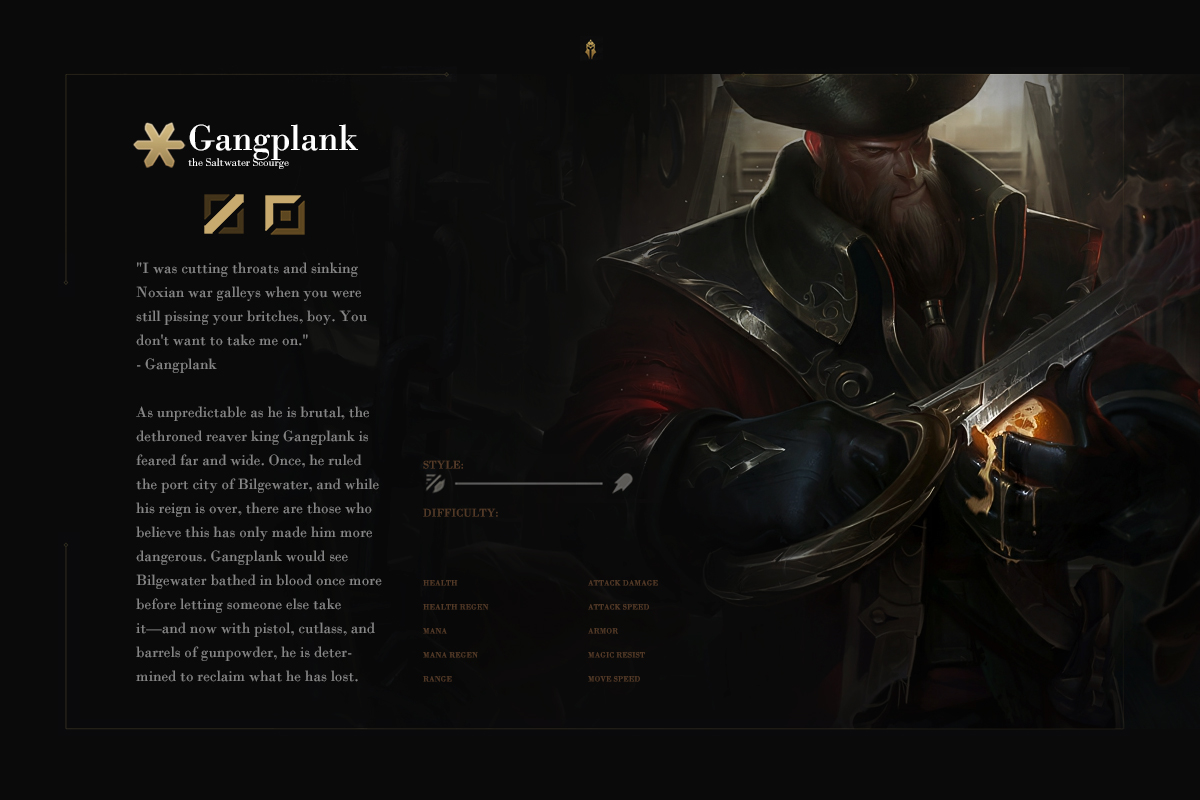 Gangplank
the Saltwater Scourge
"I was cutting throats and sinking
Noxian war galleys when you were
still pissing your britches, boy. You
don't want to take me on."
- Gangplank
As unpredictable as he is brutal, the
dethroned reaver king Gangplank is
feared far and wide. Once, he ruled
the port city of Bilgewater, and while
his reign is over, there are those who
believe this has only made him more
dangerous. Gangplank would see
Bilgewater bathed in blood once more
before letting someone else take
it—and now with pistol, cutlass, and
barrels of gunpowder, he is deter-
mined to reclaim what he has lost.
STYLE:
DIFFICULTY:
HEALTH
HEALTH REGEN
MANA
MANA REGEN
RANGE
ATTACK DAMAGE
ATTACK SPEED
ARMOR
MAGIC RESIST
MOVE SPEED